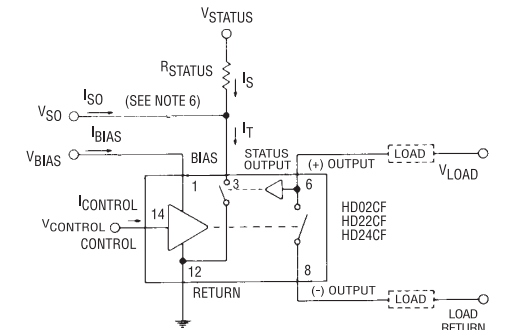 VSTATUS
RSTATUS
IS
ISO
(SEE NOTE 6)
VSO
IT
IBIAS
VBIAS
BIAS
STATUS
OUTPUT
(+) OUTPUT
LOAD
VLOAD
1
3
6
ICONTROL
14
VCONTROL
CONTROL
HD02CF
HD22CF
HD24CF
12
8
RETURN
(-) OUTPUT
LOAD
LOAD
RETURN